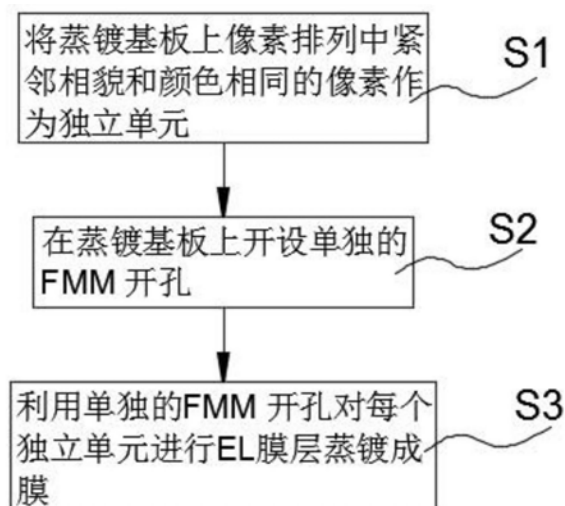 将蒸镀基板上像素排列中紧
邻相貌和颜色相同的像素作
为独立单元
S1
在蒸镀基板上开设单独的
FMM 开孔
S2
利用单独的FMM 开孔对每个
独立单元进行EL膜层蒸镀成
膜
S3